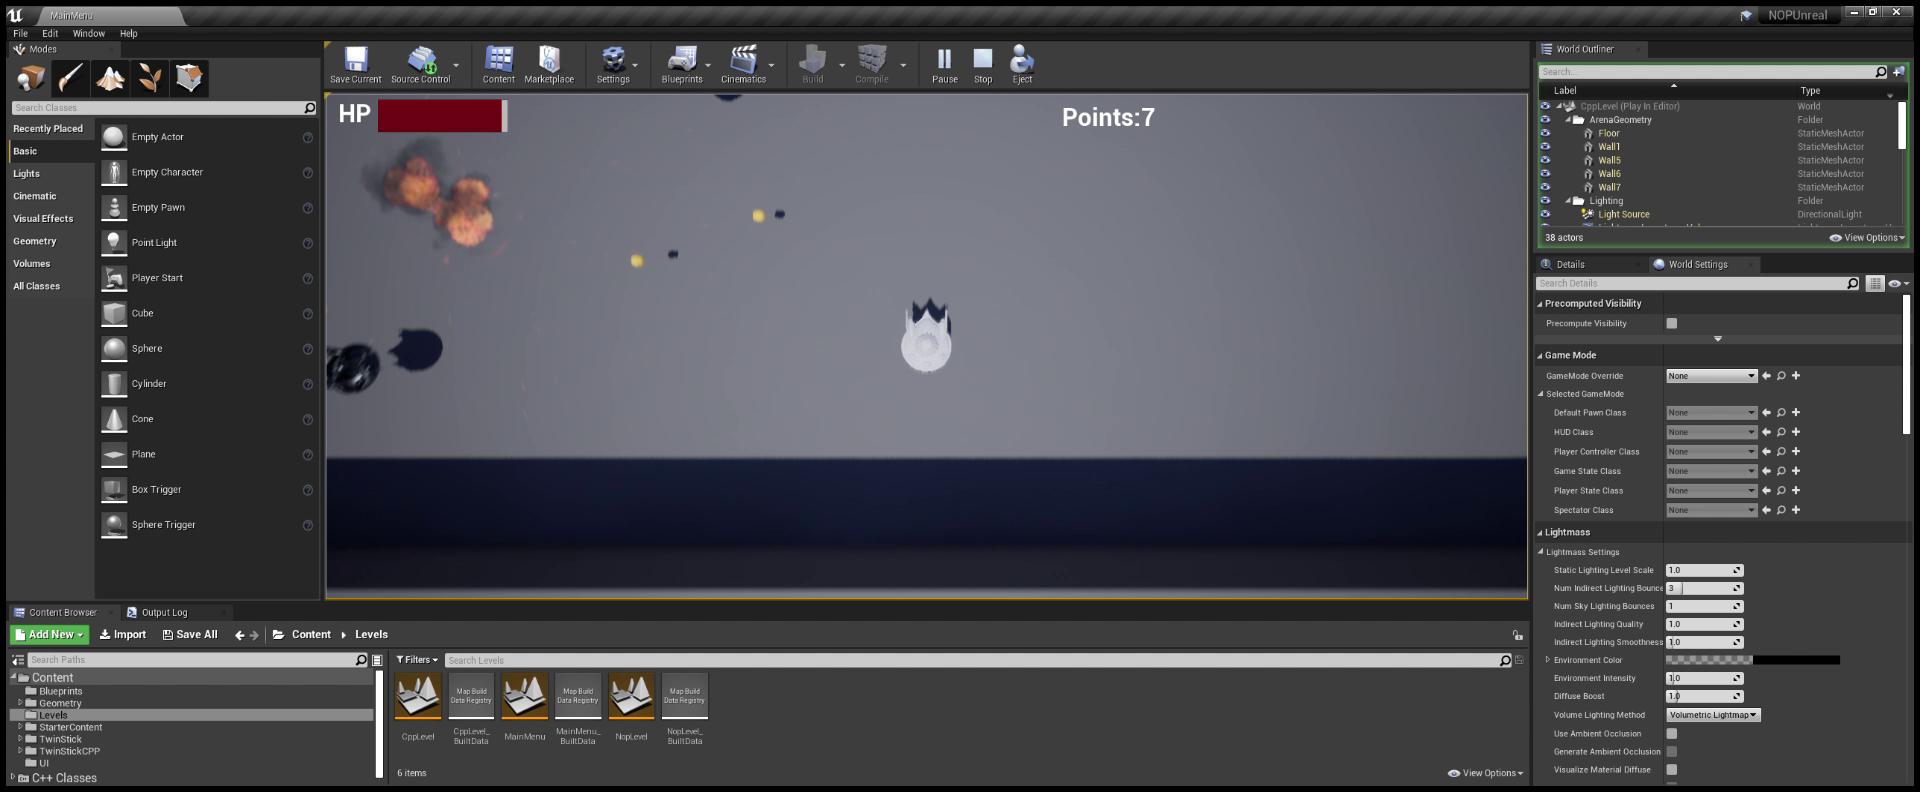 MainMenu
NOPUnreal
File Edit Window Help
Modes
Search Classes
Recently Placed
Basic
Lights
Cinematic
Visual Effects
Geometry
Volumes
All Classes
Empty Actor
Empty Character
Empty Pawn
Point Light
Player Start
Cube
Sphere
Cylinder
Cone
Plane
Box Trigger
Sphere Trigger
Save Current Source Control Content Marketplace Settings Blueprints Cinematics Build Compile Pause Stop Eject
HP
Points:7
World Outliner
Search...
Label Type
CppLevel (Play In Editor) World
ArenaGeometry Folder
Floor StaticMeshActor
Wall1 StaticMeshActor
Wall5 StaticMeshActor
Wall6 StaticMeshActor
Wall7 StaticMeshActor
Lighting Folder
Light Source DirectionalLight
38 actors View Options
Details World Settings
Search Details
Precomputed Visibility
Precompute Visibility
Game Mode
GameMode Override None
Selected GameMode
Default Pawn Class None
HUD Class None
Player Controller Class None
Game State Class None
Player State Class None
Spectator Class None
Lightmass
Lightmass Settings
Static Lighting Level Scale 1.0
Num Indirect Lighting Bounce 3
Num Sky Lighting Bounces 1
Indirect Lighting Quality 1.0
Indirect Lighting Smoothness 1.0
Environment Color
Environment Intensity 1.0
Diffuse Boost 1.0
Volume Lighting Method Volumetric Lightmap
Use Ambient Occlusion
Generate Ambient Occlusion
Visualize Material Diffuse
Content Browser Output Log
Add New Import Save All Content Levels
Search Paths
Content
Blueprints
Geometry
Levels
StarterContent
TwinStick
TwinStickCPP
UI
C++ Classes
Filters Search Levels
Map Build
Data Registry
Map Build
Data Registry
Map Build
Data Registry
CppLevel
CppLevel_
BuiltData
MainMenu
MainMenu_
BuiltData
NopLevel
NopLevel_
BuiltData
6 items View Options